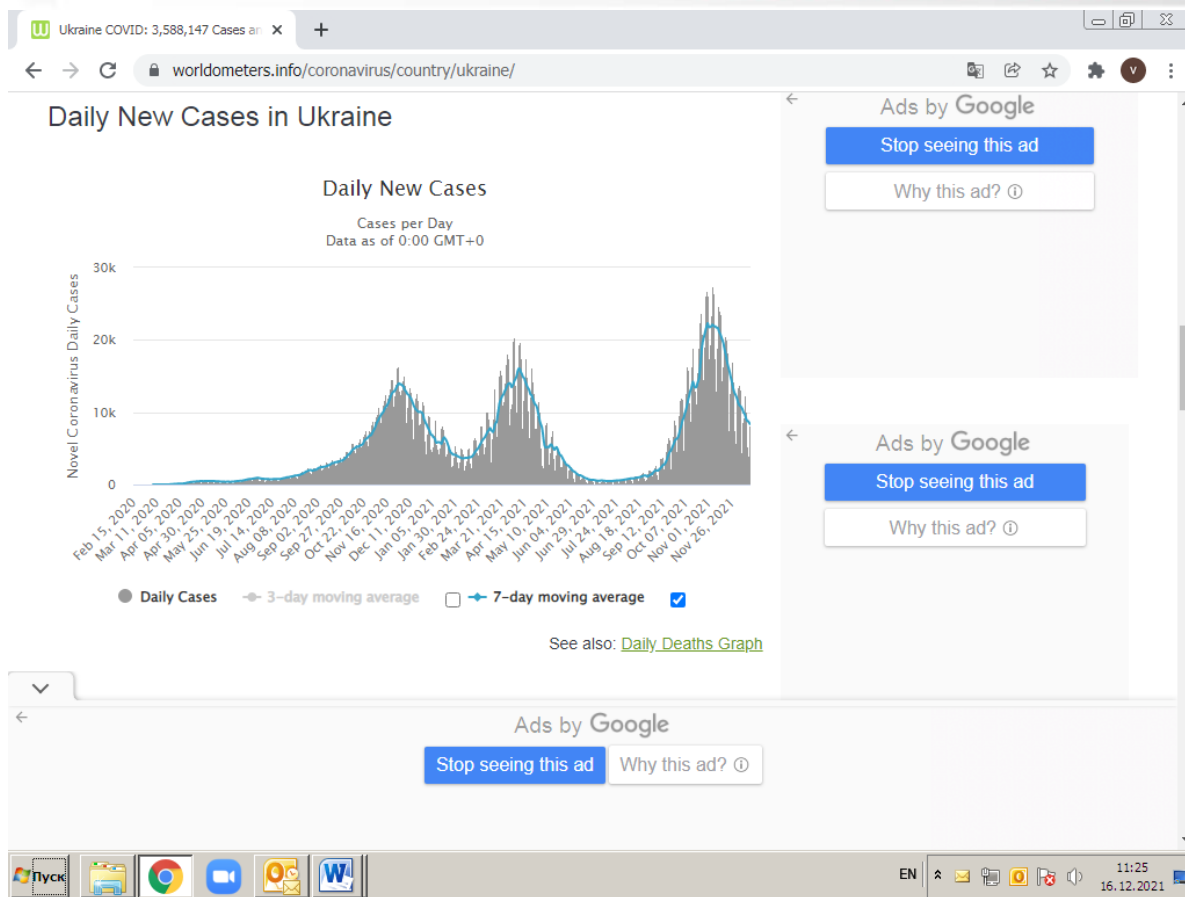 Ukraine COVID: 3,588,147 Cases an
worldometers.info/coronavirus/country/ukraine/
V
Daily New Cases in Ukraine
Daily New Cases
Cases per Day
Data as of 0:00 GMT+0
Novel Coronavirus Daily Cases
30k
20k
10k
0
Feb 15, 2020
Mar 11, 2020
Apr 05, 2020
Apr 30, 2020
May 25, 2020
Jun 19, 2020
Jul 14, 2020
Aug 08, 2020
Sep 02, 2020
Sep 27, 2020
Oct 22, 2020
Nov 16, 2020
Dec 11, 2020
Jan 05, 2021
Jan 30, 2021
Feb 24, 2021
Mar 21, 2021
Apr 15, 2021
May 10, 2021
Jun 04, 2021
Jun 29, 2021
Jul 24, 2021
Aug 18, 2021
Sep 12, 2021
Oct 07, 2021
Nov 01, 2021
Nov 26, 2021
Daily Cases 3-day moving average 7-day moving average
See also: Daily Deaths Graph
Ads by Google
Stop seeing this ad
Why this ad?
Ads by Google
Stop seeing this ad
Why this ad?
Ads by Google
Stop seeing this ad Why this ad?
Пуск
EN
11:25
16.12.2021